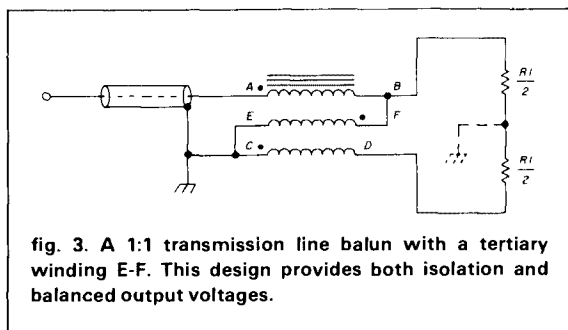 A
B
E
F
C
D
Rl
2
Rl
2
fig. 3. A 1:1 transmission line balun with a tertiary
winding E-F. This design provides both isolation and
balanced output voltages.